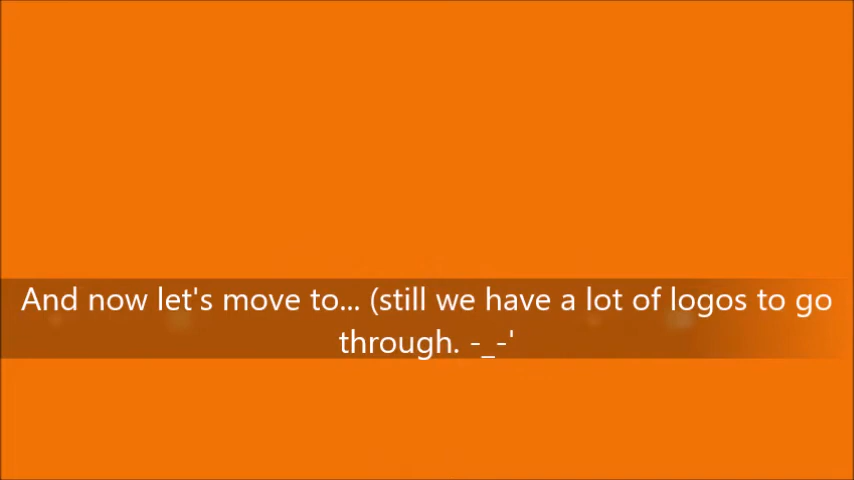 And now let's move to... (still we have a lot of logos to go
through. -_-'